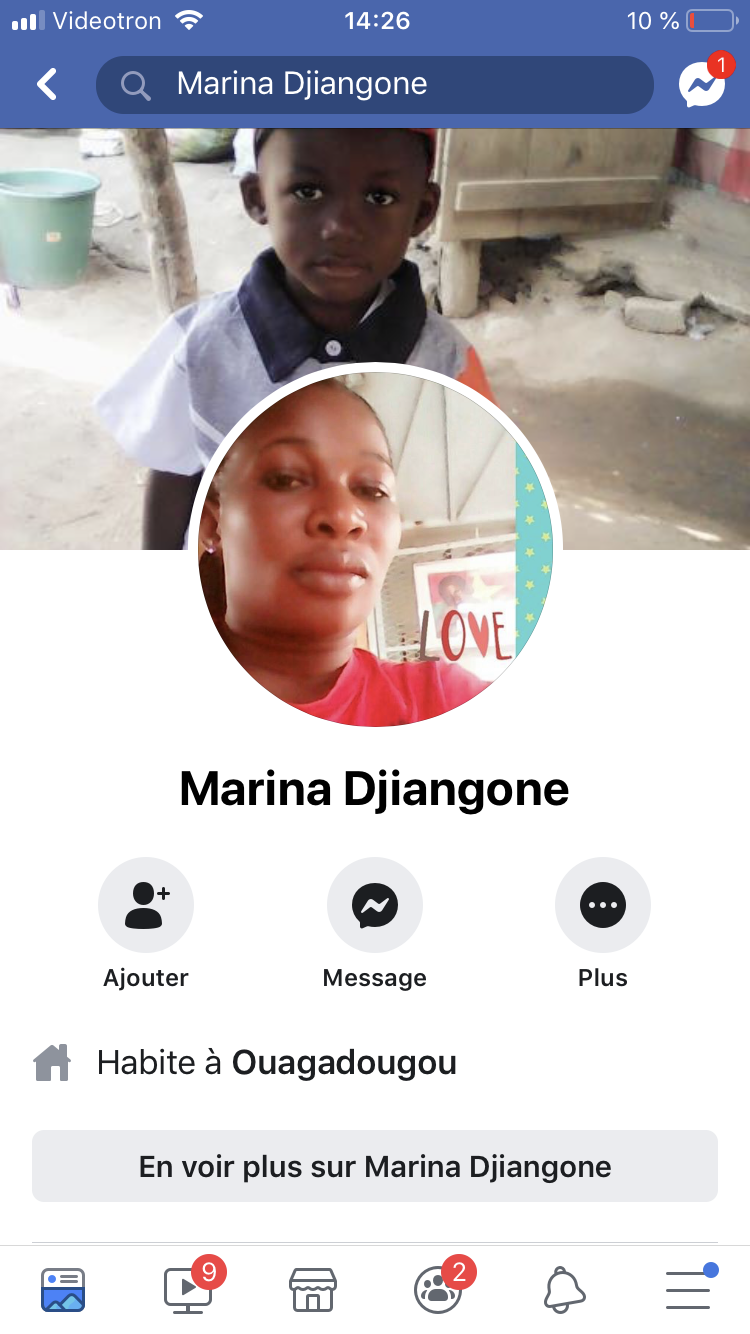 Videotron 14:26 10 %
Marina Djiangone
1
LOVE
Marina Djiangone
Ajouter Message Plus
Habite à Ouagadougou
En voir plus sur Marina Djiangone
9 2